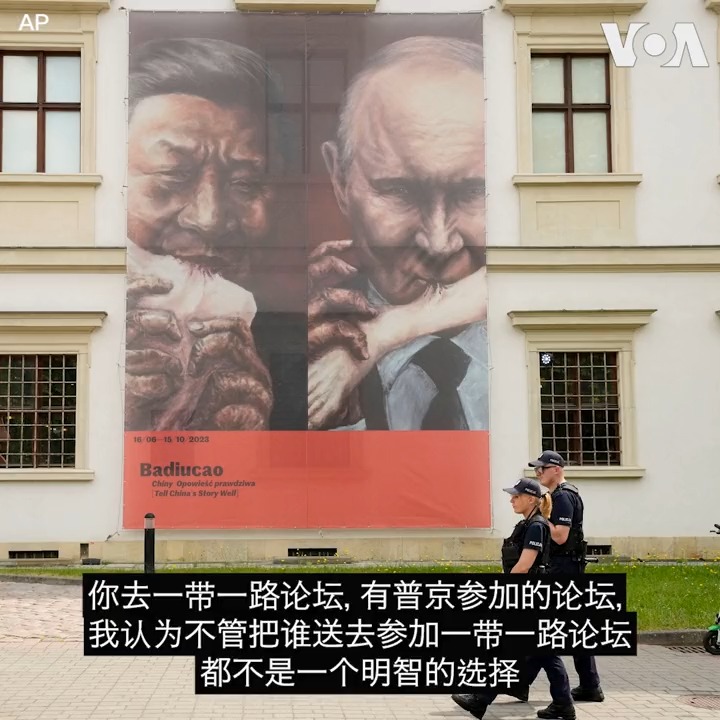 AP
VOA
16/06–15/10/2023
Badiucao
Chiny Opowieść prawdziwa
[Tell China's Story Well]
POLICJA
POLICJA
你去一带一路论坛, 有普京参加的论坛,
我认为不管把谁送去参加一带一路论坛
都不是一个明智的选择